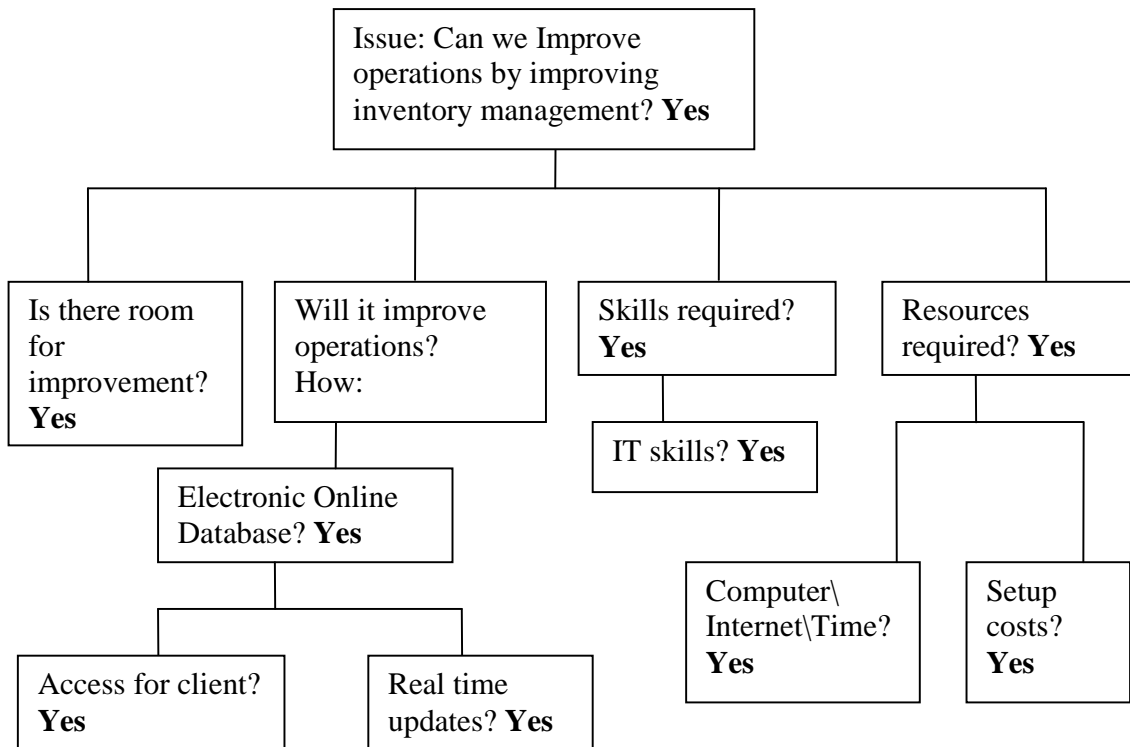 Issue: Can we Improve
operations by improving
inventory management? Yes
Is there room
for
improvement?
Yes
Will it improve
operations?
How:
Skills required?
Yes
Resources
required? Yes
IT skills? Yes
Electronic Online
Database? Yes
Computer\
Internet\Time?
Yes
Setup
costs?
Yes
Access for client?
Yes
Real time
updates? Yes